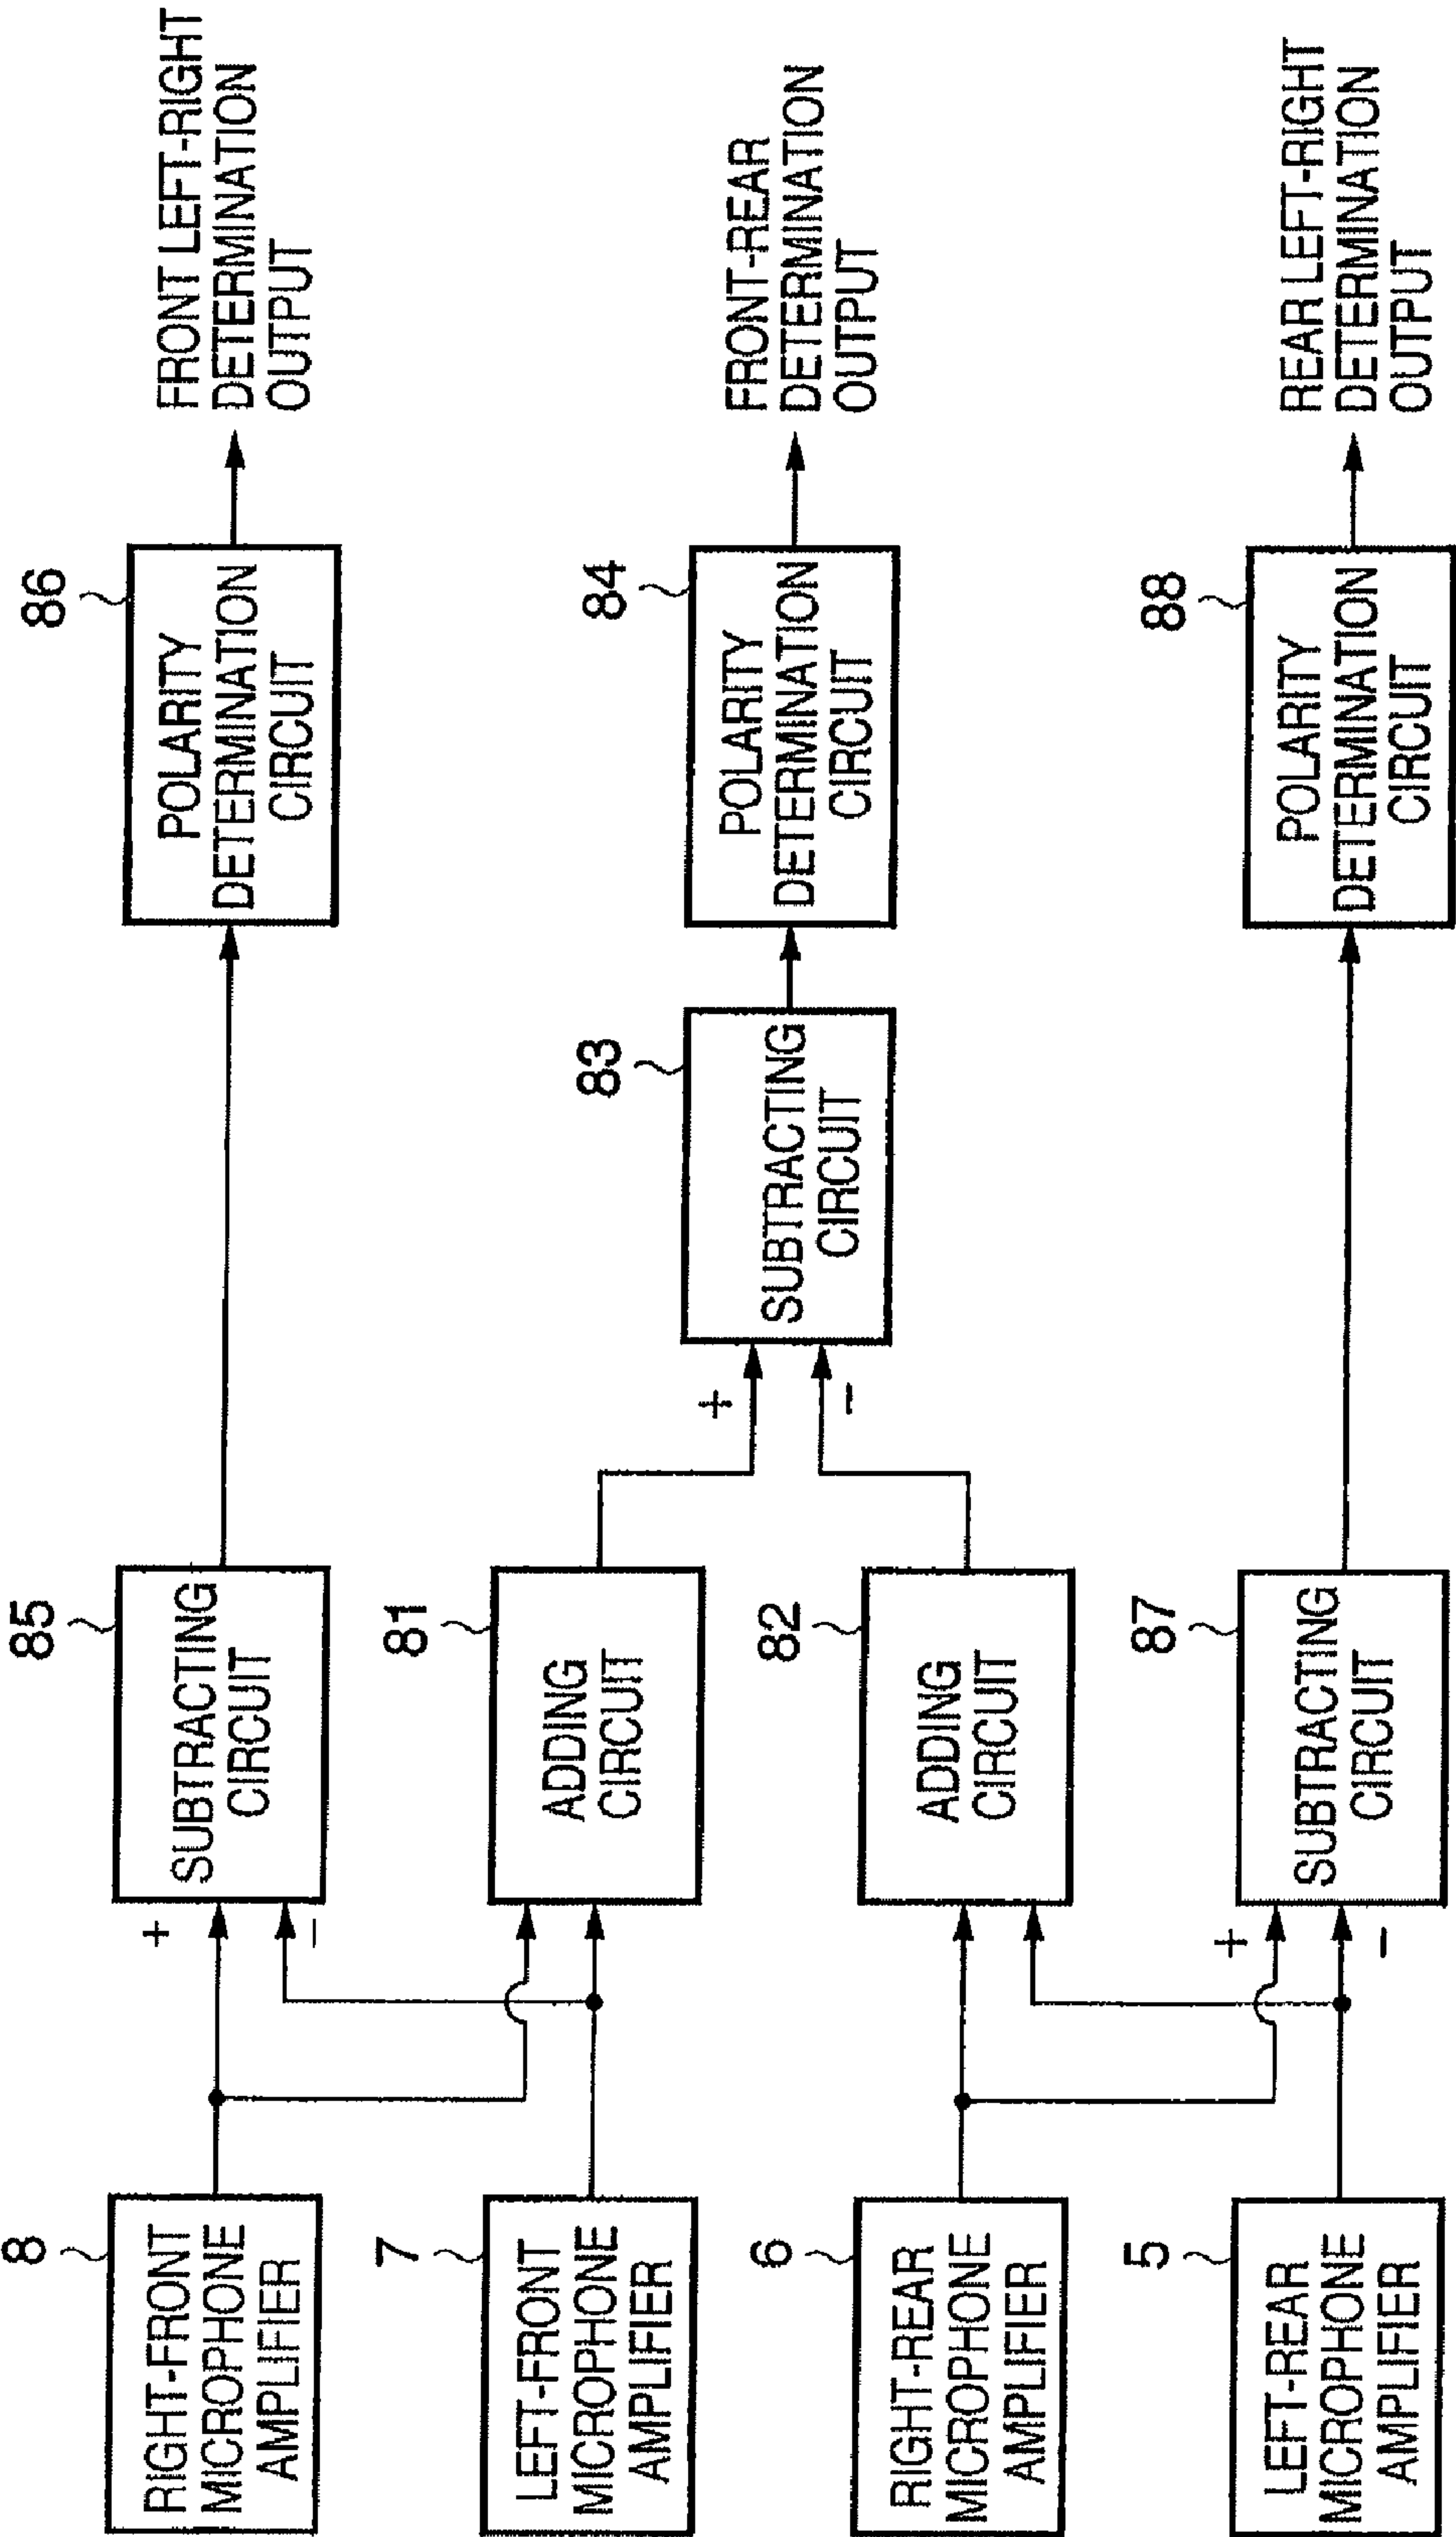 8
RIGHT-FRONT
MICROPHONE
AMPLIFIER
85
SUBTRACTING
CIRCUIT
+
−
86
POLARITY
DETERMINATION
CIRCUIT
FRONT LEFT-RIGHT
DETERMINATION
OUTPUT
7
LEFT-FRONT
MICROPHONE
AMPLIFIER
81
ADDING
CIRCUIT
83
SUBTRACTING
CIRCUIT
+
−
84
POLARITY
DETERMINATION
CIRCUIT
FRONT-REAR
DETERMINATION
OUTPUT
6
RIGHT-REAR
MICROPHONE
AMPLIFIER
82
ADDING
CIRCUIT
5
LEFT-REAR
MICROPHONE
AMPLIFIER
87
SUBTRACTING
CIRCUIT
+
−
88
POLARITY
DETERMINATION
CIRCUIT
REAR LEFT-RIGHT
DETERMINATION
OUTPUT